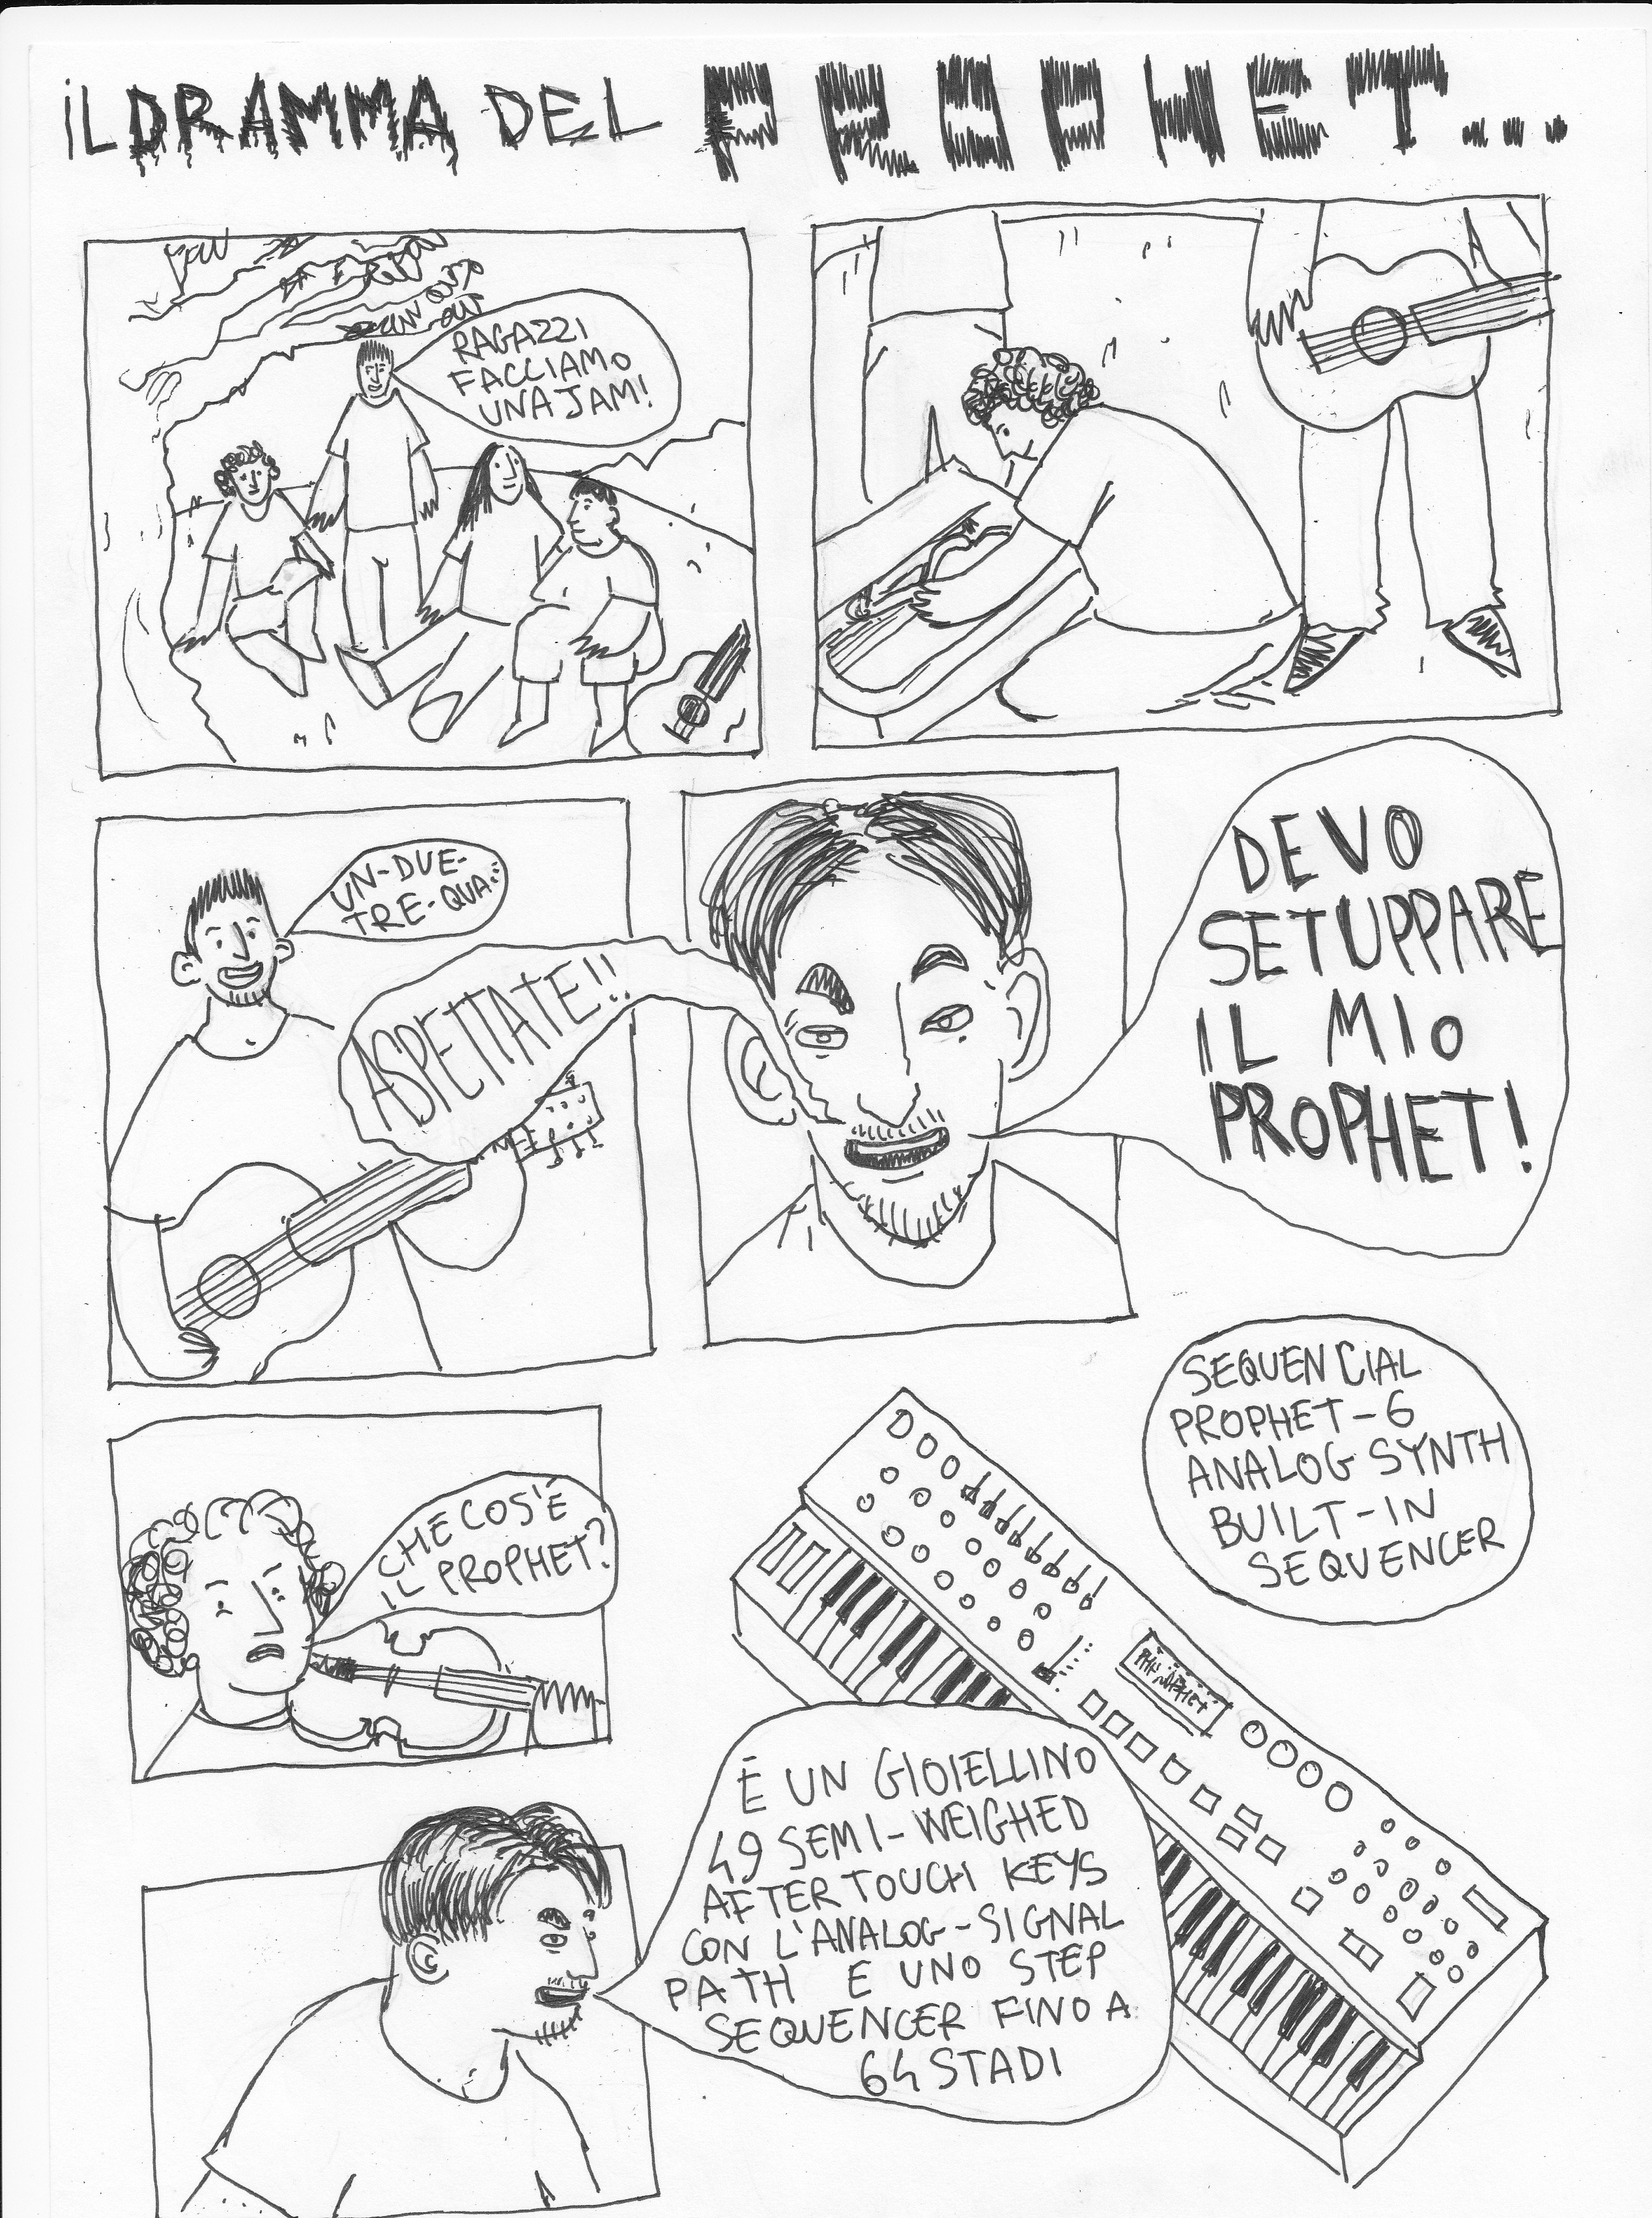 IL DRAMMA DEL PROPHET...
RAGAZZI
FACCIAMO
UNA JAM!
UN-DUE-
TRE-QUA...
ASPETTATE!!
DEVO
SETUPPARE
IL MIO
PROPHET!
CHE COS'È
IL PROPHET?
SEQUENCIAL
PROPHET-6
ANALOG SYNTH
BUILT-IN
SEQUENCER
È UN GIOIELLINO
49 SEMI-WEIGHED
AFTERTOUCH KEYS
CON L'ANALOG-SIGNAL
PATH E UNO STEP
SEQUENCER FINO A
64 STADI